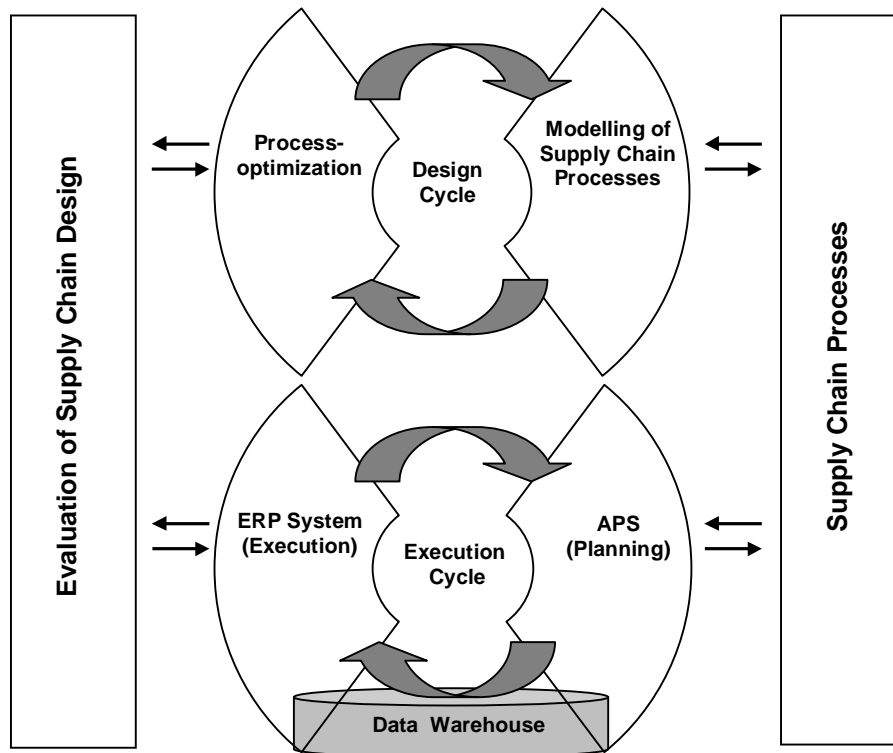 Evaluation of Supply Chain Design
Process-
optimization
Design
Cycle
Modelling of
Supply Chain
Processes
Supply Chain Processes
ERP System
(Execution)
Execution
Cycle
APS
(Planning)
Data Warehouse